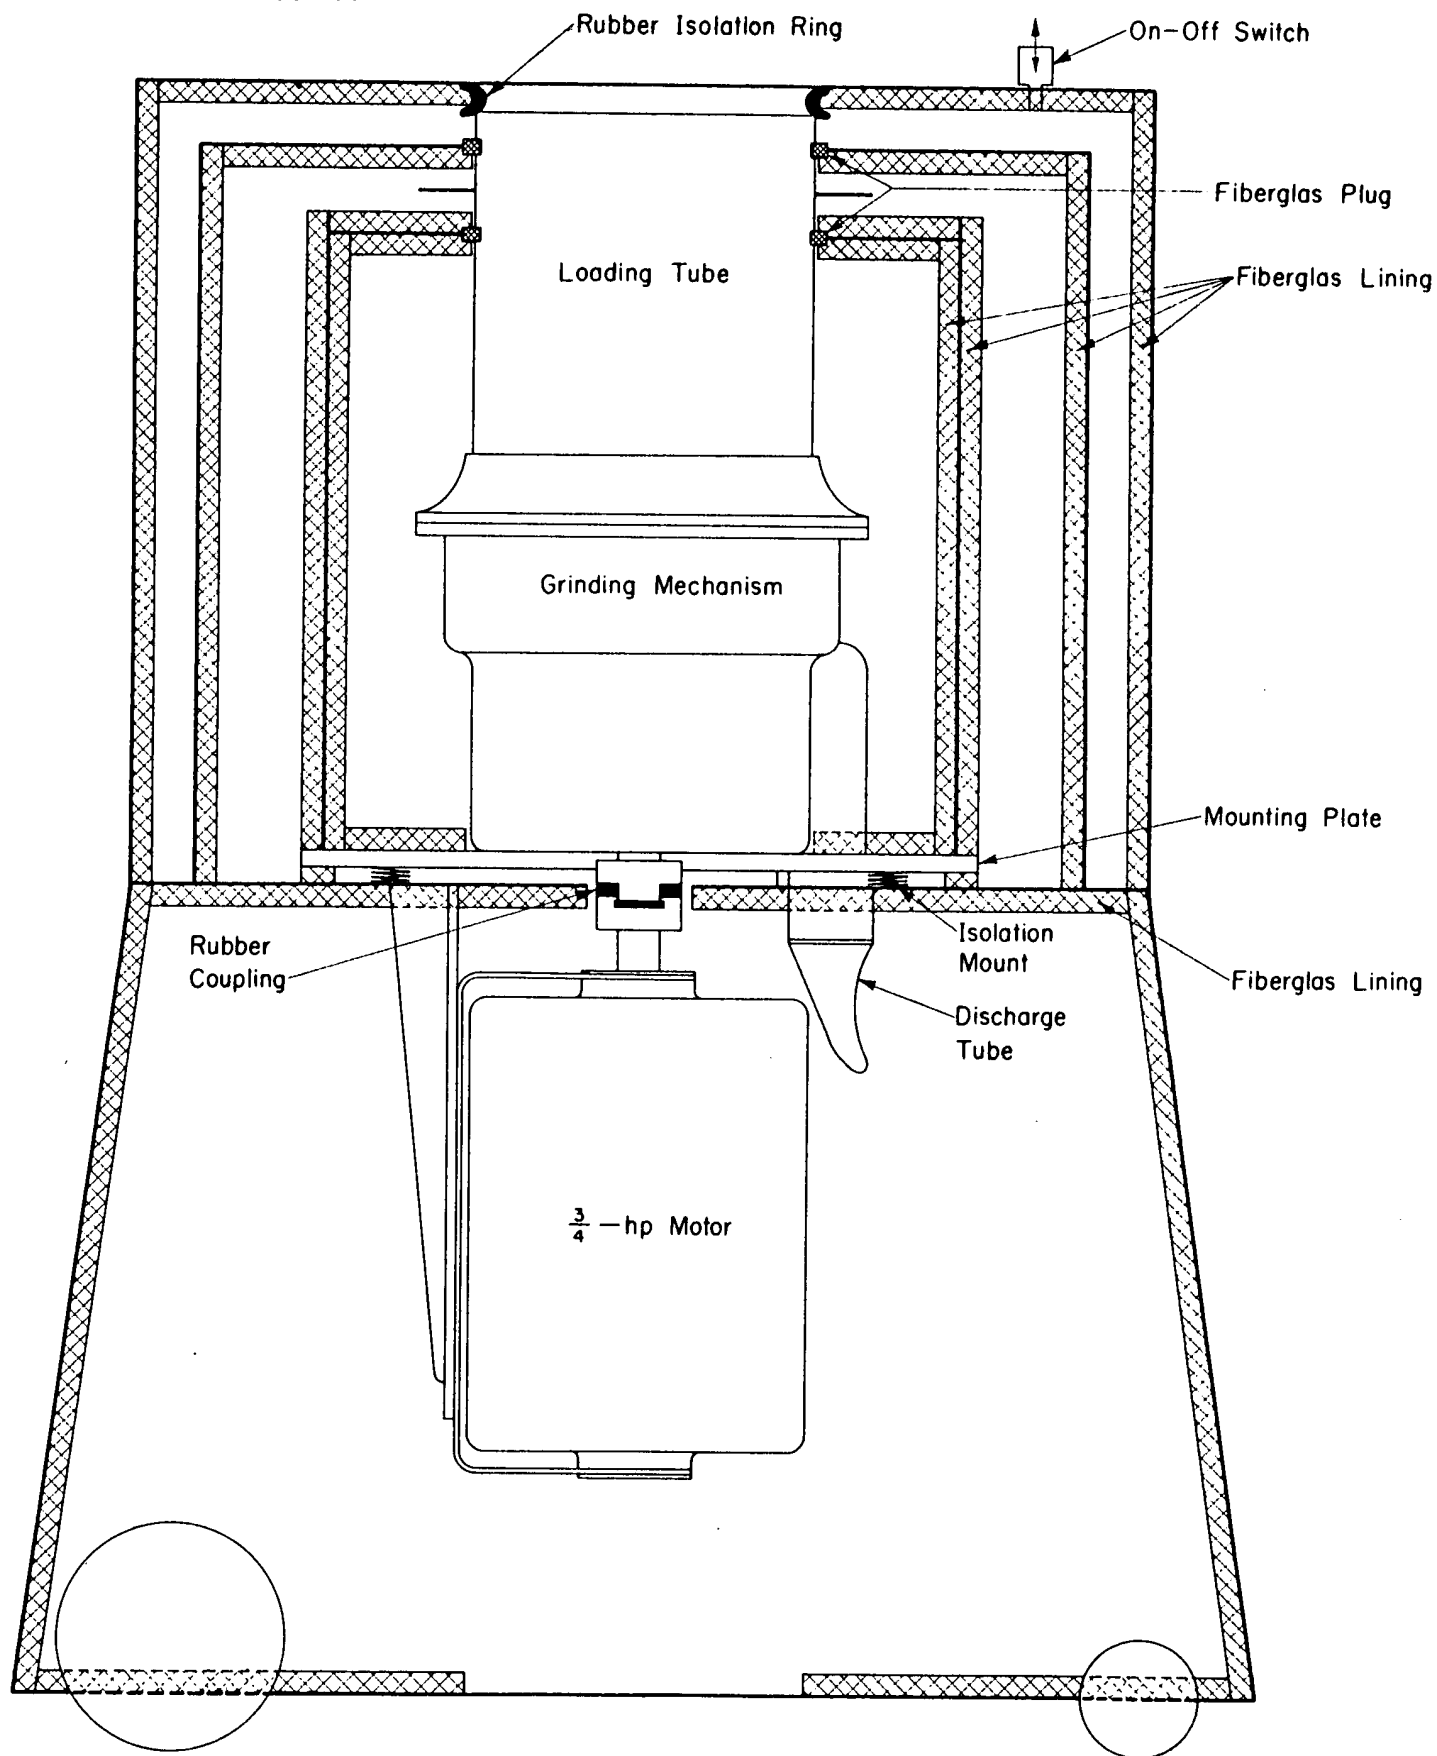 Rubber Isolation Ring
On-Off Switch
Fiberglas Plug
Loading Tube
Fiberglas Lining
Grinding Mechanism
Mounting Plate
Rubber
Coupling
Isolation
Mount
Fiberglas Lining
Discharge
Tube
3/4 -hp Motor